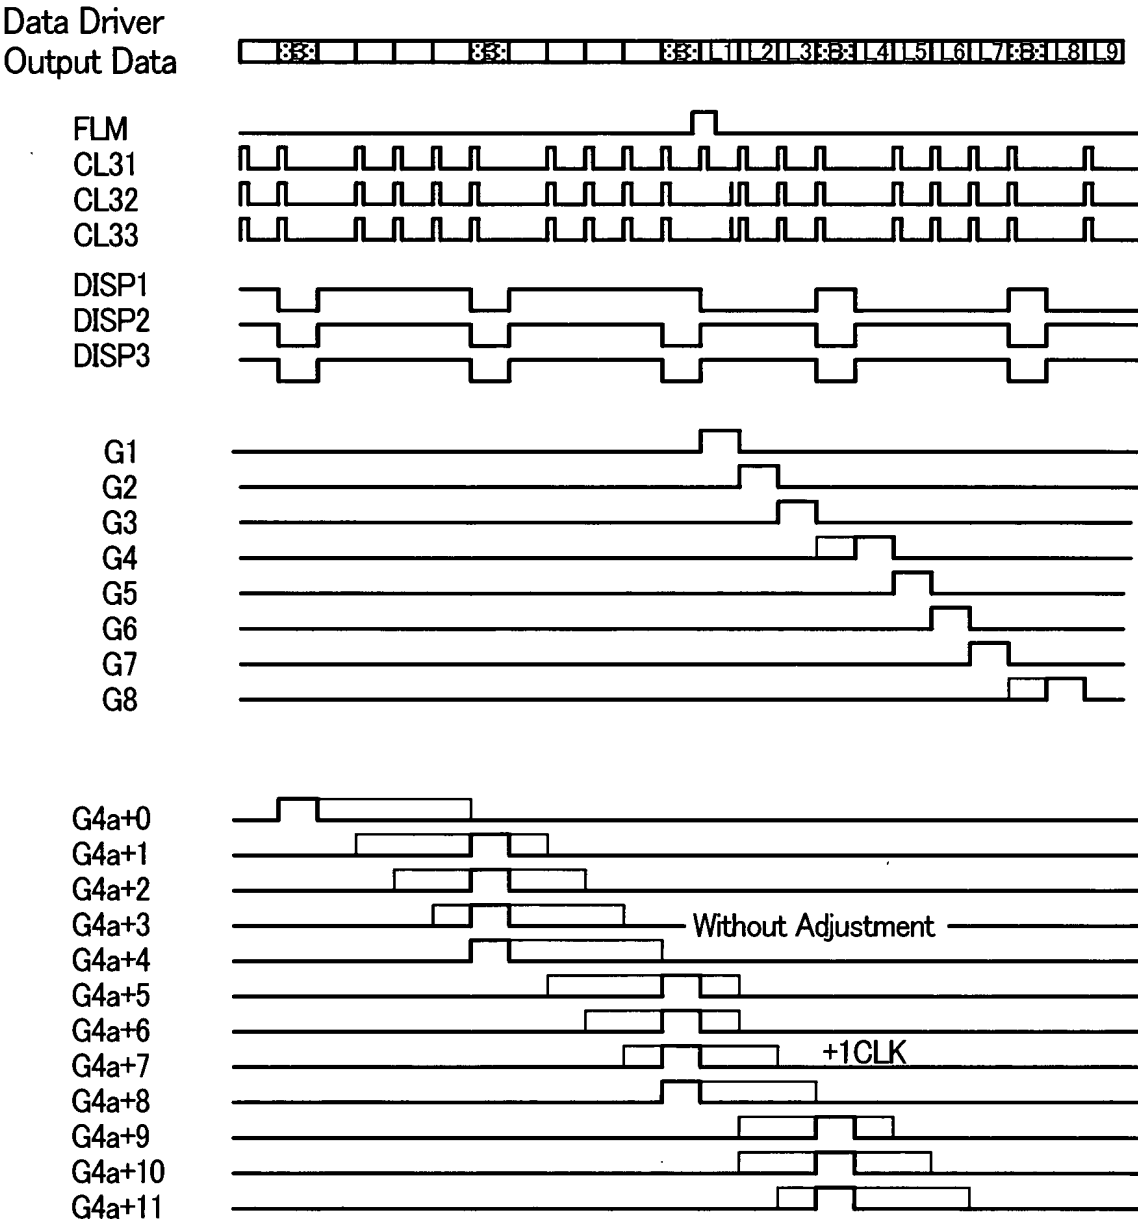 Data Driver
Output Data
B B B L1 L2 L3 B L4 L5 L6 L7 B L8 L9
FLM
CL31
CL32
CL33
DISP1
DISP2
DISP3
G1
G2
G3
G4
G5
G6
G7
G8
G4a+0
G4a+1
G4a+2
G4a+3
Without Adjustment
G4a+4
G4a+5
G4a+6
G4a+7
+1CLK
G4a+8
G4a+9
G4a+10
G4a+11